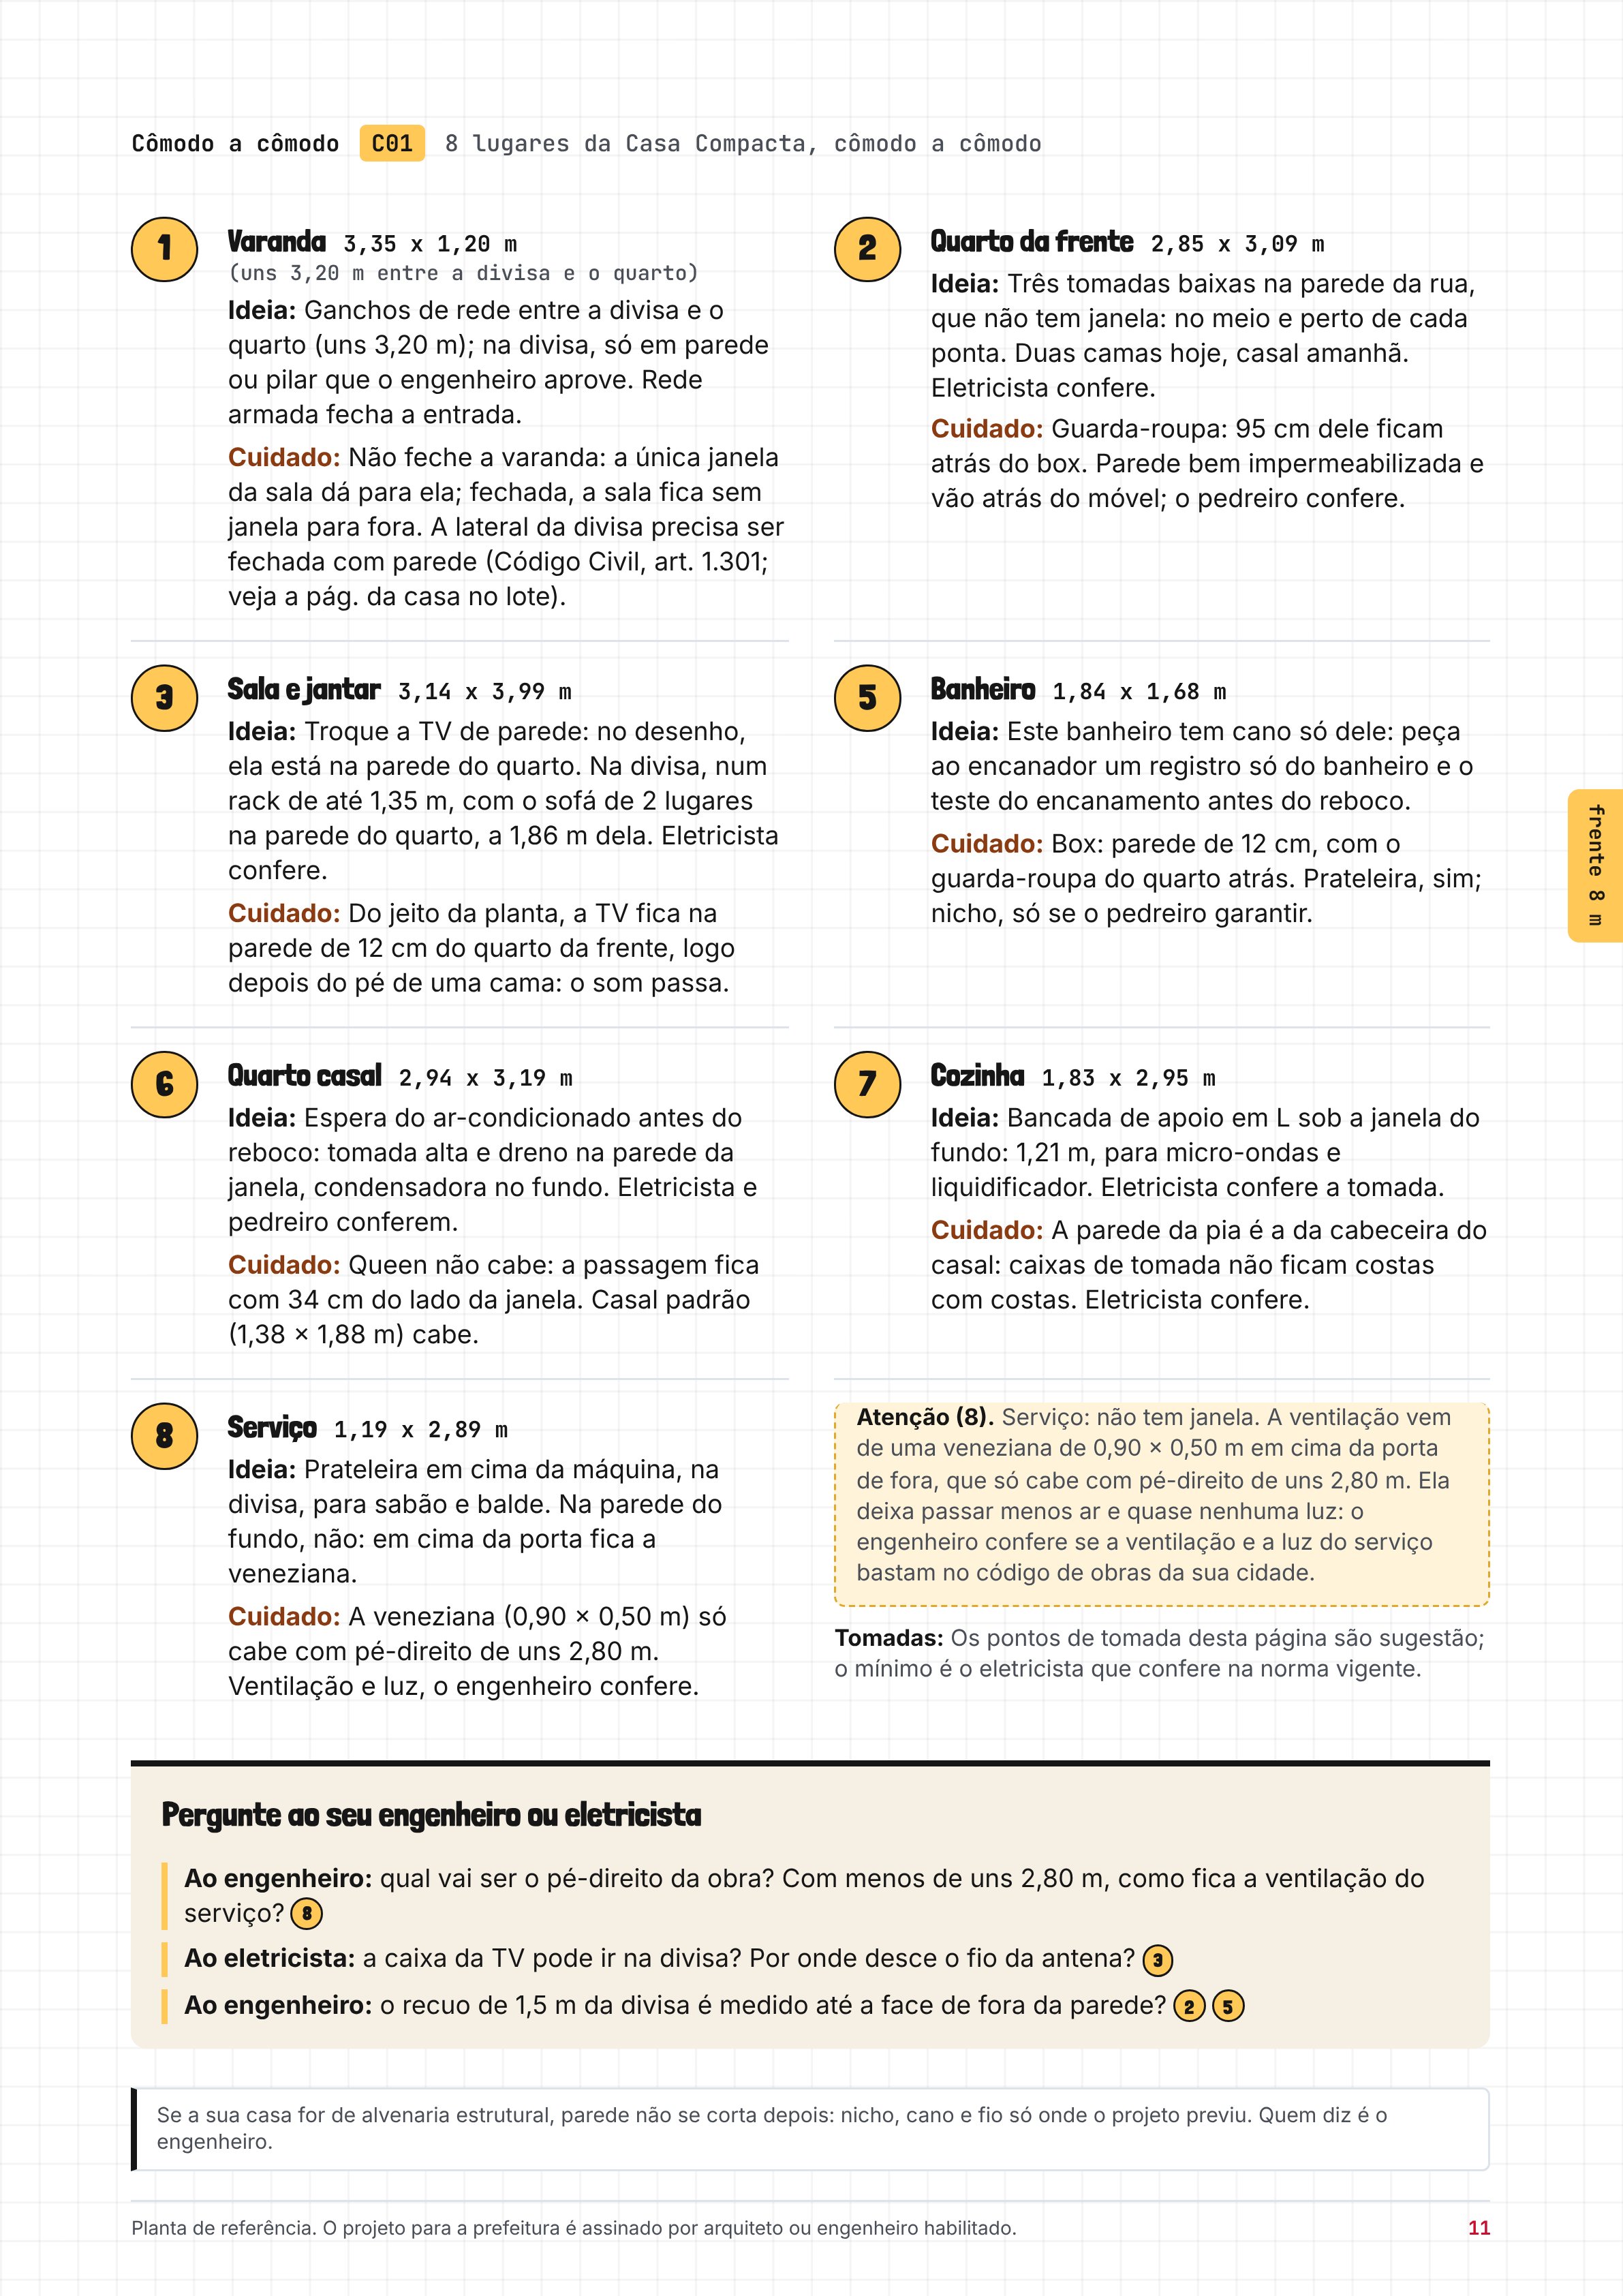 Cômodo a cômodo C01 8 lugares da Casa Compacta, cômodo a cômodo
1
Varanda 3,35 x 1,20 m
(uns 3,20 m entre a divisa e o quarto)
Ideia: Ganchos de rede entre a divisa e o
quarto (uns 3,20 m); na divisa, só em parede
ou pilar que o engenheiro aprove. Rede
armada fecha a entrada.
Cuidado: Não feche a varanda: a única janela
da sala dá para ela; fechada, a sala fica sem
janela para fora. A lateral da divisa precisa ser
fechada com parede (Código Civil, art. 1.301;
veja a pág. da casa no lote).
2
Quarto da frente 2,85 x 3,09 m
Ideia: Três tomadas baixas na parede da rua,
que não tem janela: no meio e perto de cada
ponta. Duas camas hoje, casal amanhã.
Eletricista confere.
Cuidado: Guarda-roupa: 95 cm dele ficam
atrás do box. Parede bem impermeabilizada e
vão atrás do móvel; o pedreiro confere.
3
Sala e jantar 3,14 x 3,99 m
Ideia: Troque a TV de parede: no desenho,
ela está na parede do quarto. Na divisa, num
rack de até 1,35 m, com o sofá de 2 lugares
na parede do quarto, a 1,86 m dela. Eletricista
confere.
Cuidado: Do jeito da planta, a TV fica na
parede de 12 cm do quarto da frente, logo
depois do pé de uma cama: o som passa.
5
Banheiro 1,84 x 1,68 m
Ideia: Este banheiro tem cano só dele: peça
ao encanador um registro só do banheiro e o
teste do encanamento antes do reboco.
Cuidado: Box: parede de 12 cm, com o
guarda-roupa do quarto atrás. Prateleira, sim;
nicho, só se o pedreiro garantir.
frente 8 m
6
Quarto casal 2,94 x 3,19 m
Ideia: Espera do ar-condicionado antes do
reboco: tomada alta e dreno na parede da
janela, condensadora no fundo. Eletricista e
pedreiro conferem.
Cuidado: Queen não cabe: a passagem fica
com 34 cm do lado da janela. Casal padrão
(1,38 × 1,88 m) cabe.
7
Cozinha 1,83 x 2,95 m
Ideia: Bancada de apoio em L sob a janela do
fundo: 1,21 m, para micro-ondas e
liquidificador. Eletricista confere a tomada.
Cuidado: A parede da pia é a da cabeceira do
casal: caixas de tomada não ficam costas
com costas. Eletricista confere.
8
Serviço 1,19 x 2,89 m
Ideia: Prateleira em cima da máquina, na
divisa, para sabão e balde. Na parede do
fundo, não: em cima da porta fica a
veneziana.
Cuidado: A veneziana (0,90 × 0,50 m) só
cabe com pé-direito de uns 2,80 m.
Ventilação e luz, o engenheiro confere.
Atenção (8). Serviço: não tem janela. A ventilação vem
de uma veneziana de 0,90 × 0,50 m em cima da porta
de fora, que só cabe com pé-direito de uns 2,80 m. Ela
deixa passar menos ar e quase nenhuma luz: o
engenheiro confere se a ventilação e a luz do serviço
bastam no código de obras da sua cidade.
Tomadas: Os pontos de tomada desta página são sugestão;
o mínimo é o eletricista que confere na norma vigente.
Pergunte ao seu engenheiro ou eletricista
Ao engenheiro: qual vai ser o pé-direito da obra? Com menos de uns 2,80 m, como fica a ventilação do
serviço? 8
Ao eletricista: a caixa da TV pode ir na divisa? Por onde desce o fio da antena? 3
Ao engenheiro: o recuo de 1,5 m da divisa é medido até a face de fora da parede? 2 5
Se a sua casa for de alvenaria estrutural, parede não se corta depois: nicho, cano e fio só onde o projeto previu. Quem diz é o
engenheiro.
Planta de referência. O projeto para a prefeitura é assinado por arquiteto ou engenheiro habilitado. 11